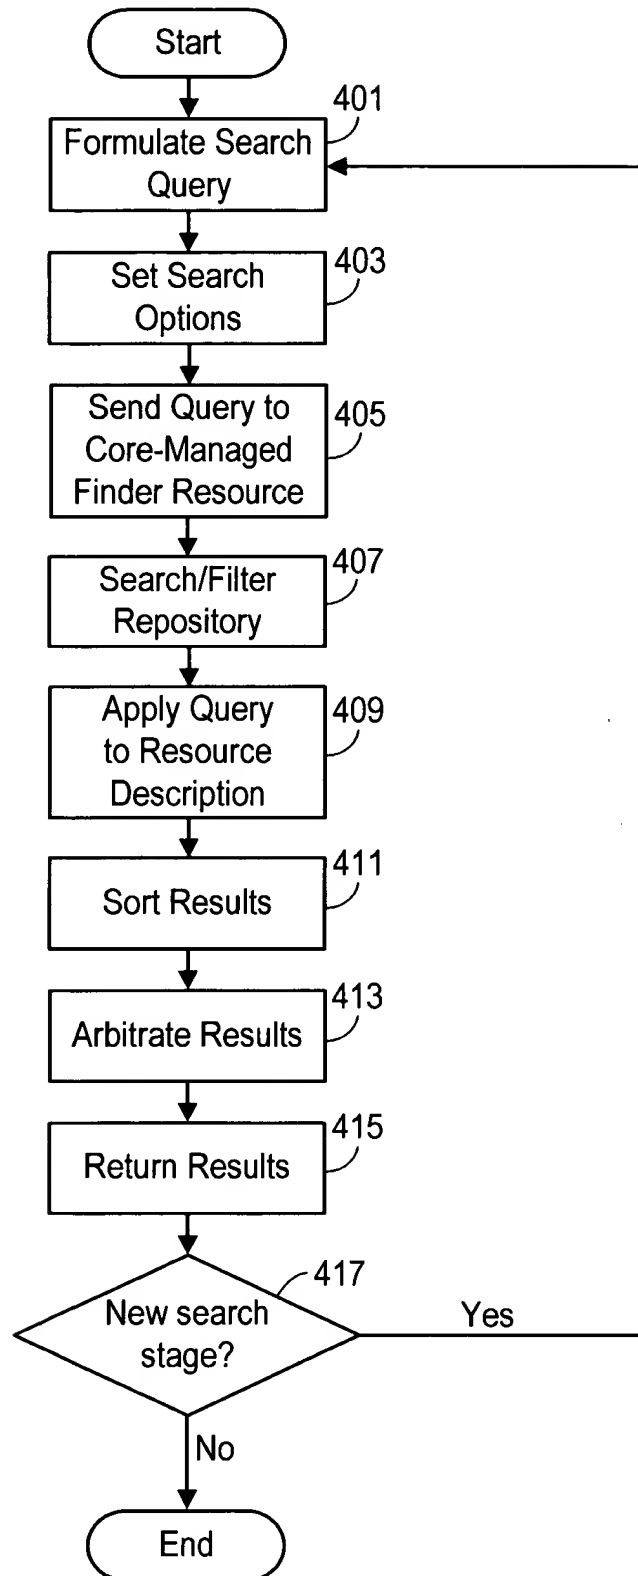 Start
401
Formulate Search
Query
403
Set Search
Options
Send Query to
405
Core-Managed
Finder Resource
407
Search/Filter
Repository
Apply Query
409
to Resource
Description
411
Sort Results
413
Arbitrate Results
415
Return Results
417
New search
stage?
Yes
No
End